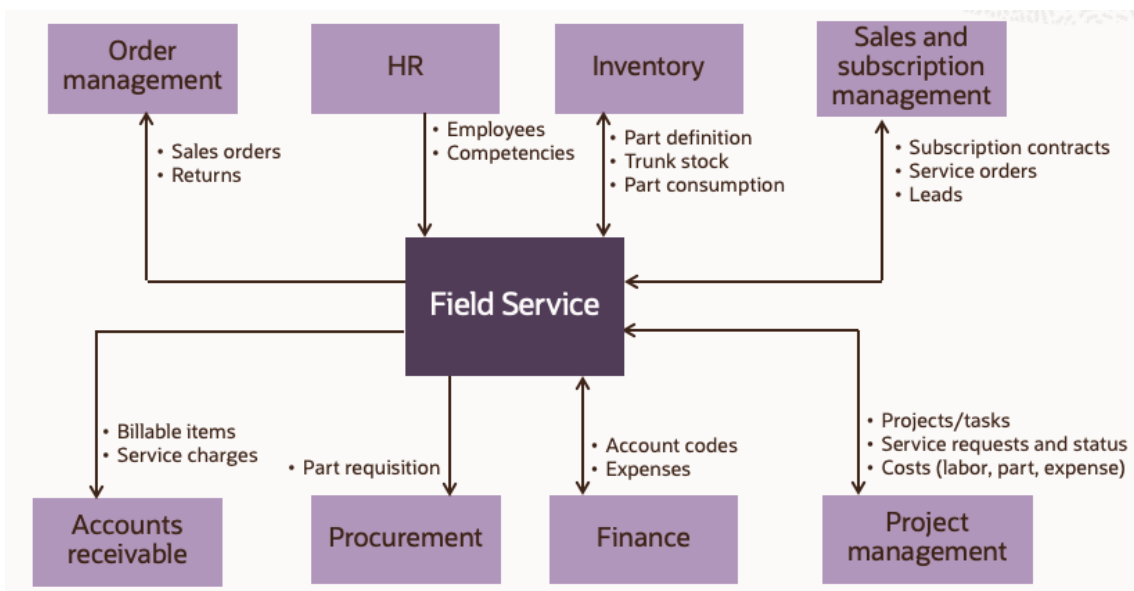 Order
management
HR
Inventory
Sales and
subscription
management
• Sales orders
• Returns
• Employees
• Competencies
• Part definition
• Trunk stock
• Part consumption
• Subscription contracts
• Service orders
• Leads
Field Service
• Billable items
• Service charges
• Part requisition
• Account codes
• Expenses
• Projects/tasks
• Service requests and status
• Costs (labor, part, expense)
Accounts
receivable
Procurement
Finance
Project
management